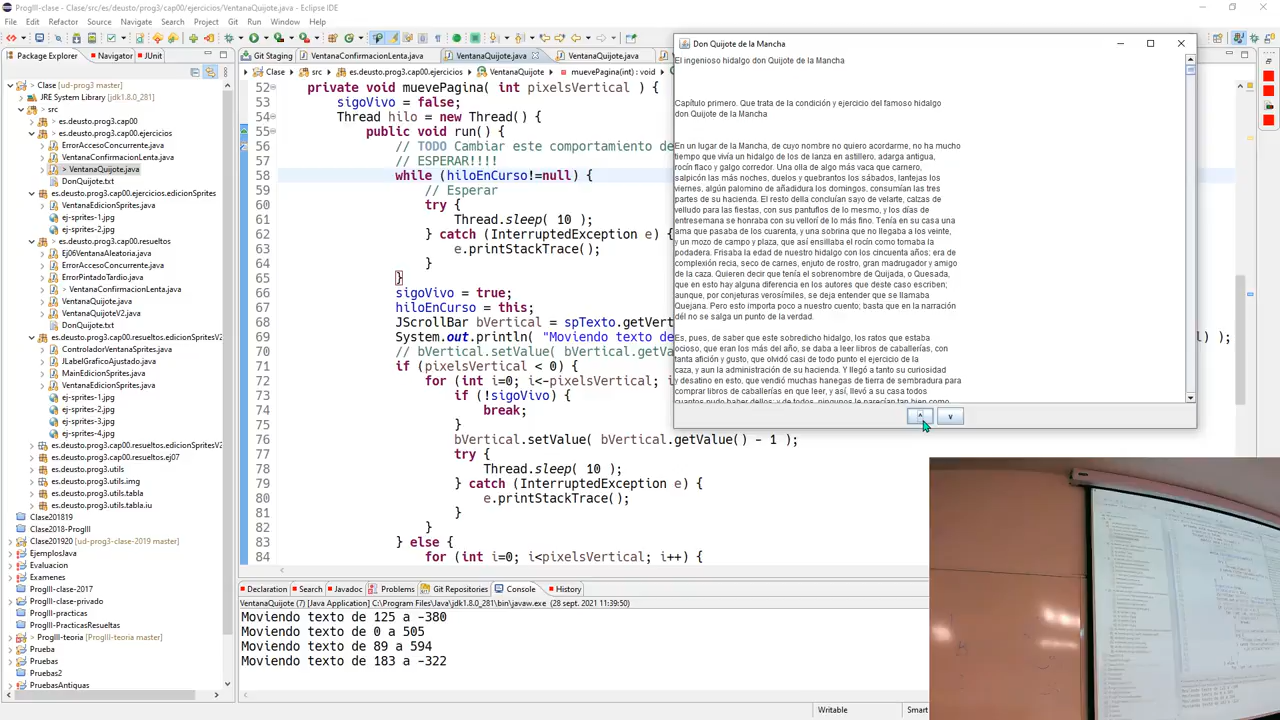 ProgIII-clase - Clase/src/es/deusto/prog3/cap00/ejercicios/VentanaQuijote.java - Eclipse IDE
File Edit Refactor Source Navigate Search Project Git Run Window Help
Package Explorer Navigator JUnit
Clase [ud-prog3 master]
JRE System Library [jdk1.8.0_281]
src
es.deusto.prog3.cap00
es.deusto.prog3.cap00.ejercicios
ErrorAccesoConcurrente.java
VentanaConfirmacionLenta.java
> VentanaQuijote.java
DonQuijote.txt
es.deusto.prog3.cap00.ejercicios.edicionSprites
VentanaEdicionSprites.java
ej-sprites-1.jpg
ej-sprites-2.jpg
es.deusto.prog3.cap00.resueltos
Ej06VentanaAleatoria.java
ErrorAccesoConcurrente.java
ErrorPintadoTardio.java
VentanaConfirmacionLenta.java
VentanaQuijote.java
VentanaQuijoteV2.java
DonQuijote.txt
es.deusto.prog3.cap00.resueltos.edicionSpritesV2
ControladorVentanaSprites.java
JLabelGraficoAjustado.java
MainEdicionSprites.java
VentanaEdicionSprites.java
ej-sprites-1.jpg
ej-sprites-2.jpg
ej-sprites-3.jpg
ej-sprites-4.jpg
es.deusto.prog3.cap00.resueltos.edicionSpritesV
es.deusto.prog3.cap00.resueltos.ej07
es.deusto.prog3.utils
es.deusto.prog3.utils.img
es.deusto.prog3.utils.tabla
es.deusto.prog3.utils.tabla.iu
Clase201819
Clase2018-ProgIII
Clase201920 [ud-prog3-clase-2019 master]
EjemplosJava
Evaluacion
Examenes
ProgIII-clase-2017
ProgIII-clase-privado
ProgIII-practicas
ProgIII-PracticasResueltas
> ProgIII-teoria [ProgIII-teoria master]
Prueba
Pruebas
Pruebas2
PruebasAntiguas
Git Staging VentanaConfirmacionLenta.java VentanaQuijote.java VentanaQuijote.java
Clase src es.deusto.prog3.cap00.ejercicios VentanaQuijote muevePagina(int) : void
52 private void muevePagina( int pixelsVertical ) {
53 sigoVivo = false;
54 Thread hilo = new Thread() {
55 public void run() {
56 // TODO Cambiar este comportamiento de
57 // ESPERAR!!!!
58 while (hiloEnCurso!=null) {
59 // Esperar
60 try {
61 Thread.sleep( 10 );
62 } catch (InterruptedException e) {
63 e.printStackTrace();
64 }
65 }
66 sigoVivo = true;
67 hiloEnCurso = this;
68 JScrollBar bVertical = spTexto.getVert
69 System.out.println( "Moviendo texto de ) );
70 // bVertical.setValue( bVertical.getVa
71 if (pixelsVertical < 0) {
72 for (int i=0; i<-pixelsVertical; i
73 if (!sigoVivo) {
74 break;
75 }
76 bVertical.setValue( bVertical.getValue() - 1 );
77 try {
78 Thread.sleep( 10 );
79 } catch (InterruptedException e) {
80 e.printStackTrace();
81 }
82 }
83 } else {
84 for (int i=0; i<pixelsVertical; i++) {
Declaration Search Javadoc Problems Git Repositories Console History
VentanaQuijote (7) [Java Application] C:\Program Files\Java\jdk1.8.0_281\bin\javaw.exe (28 sept. 2021 11:39:50)
Moviendo texto de 125 a -380
Moviendo texto de 0 a 505
Moviendo texto de 89 a 594
Moviendo texto de 183 a -322
Writable Smart
Don Quijote de la Mancha
El ingenioso hidalgo don Quijote de la Mancha
Capítulo primero. Que trata de la condición y ejercicio del famoso hidalgo
don Quijote de la Mancha
En un lugar de la Mancha, de cuyo nombre no quiero acordarme, no ha mucho
tiempo que vivía un hidalgo de los de lanza en astillero, adarga antigua,
rocín flaco y galgo corredor. Una olla de algo más vaca que carnero,
salpicón las más noches, duelos y quebrantos los sábados, lantejas los
viernes, algún palomino de añadidura los domingos, consumían las tres
partes de su hacienda. El resto della concluían sayo de velarte, calzas de
velludo para las fiestas, con sus pantuflos de lo mesmo, y los días de
entresemana se honraba con su vellorí de lo más fino. Tenía en su casa una
ama que pasaba de los cuarenta, y una sobrina que no llegaba a los veinte,
y un mozo de campo y plaza, que así ensillaba el rocín como tomaba la
podadera. Frisaba la edad de nuestro hidalgo con los cincuenta años; era de
complexión recia, seco de carnes, enjuto de rostro, gran madrugador y amigo
de la caza. Quieren decir que tenía el sobrenombre de Quijada, o Quesada,
que en esto hay alguna diferencia en los autores que deste caso escriben;
aunque, por conjeturas verosímiles, se deja entender que se llamaba
Quejana. Pero esto importa poco a nuestro cuento; basta que en la narración
dél no se salga un punto de la verdad.
Es, pues, de saber que este sobredicho hidalgo, los ratos que estaba
ocioso, que eran los más del año, se daba a leer libros de caballerías, con
tanta afición y gusto, que olvidó casi de todo punto el ejercicio de la
caza, y aun la administración de su hacienda. Y llegó a tanto su curiosidad
y desatino en esto, que vendió muchas hanegas de tierra de sembradura para
comprar libros de caballerías en que leer, y así, llevó a su casa todos
cuantos pudo haber dellos; y de todos, ningunos le parecían tan bien como
^ v